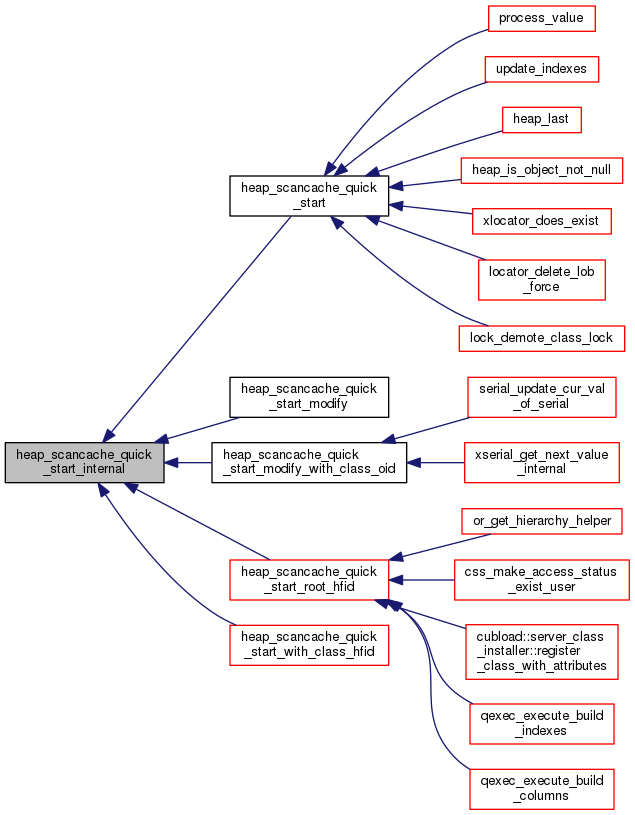 process_value
update_indexes
heap_last
heap_is_object_not_null
heap_scancache_quick
_start
xlocator_does_exist
locator_delete_lob
_force
lock_demote_class_lock
heap_scancache_quick
_start_modify
serial_update_cur_val
_of_serial
heap_scancache_quick
_start_internal
heap_scancache_quick
_start_modify_with_class_oid
xserial_get_next_value
_internal
or_get_hierarchy_helper
heap_scancache_quick
_start_root_hfid
css_make_access_status
_exist_user
heap_scancache_quick
_start_with_class_hfid
cubload::server_class
_installer::register
_class_with_attributes
qexec_execute_build
_indexes
qexec_execute_build
_columns